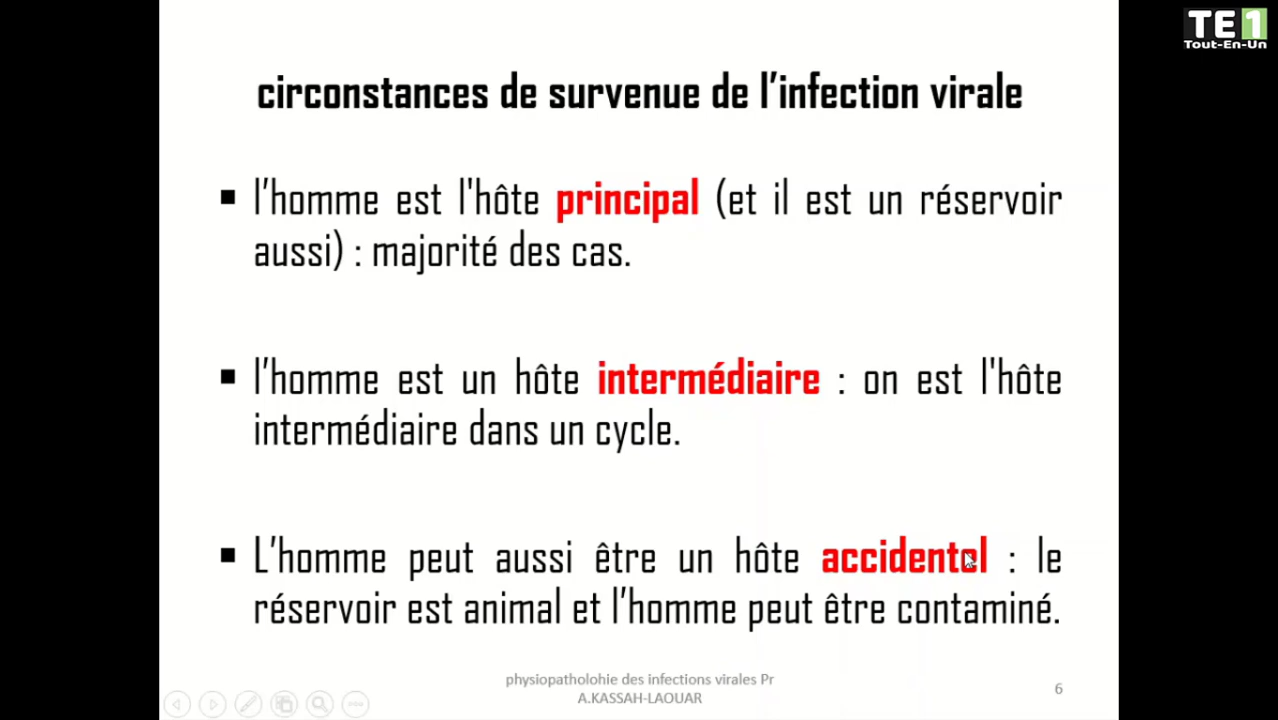 TE1
Tout-En-Un
circonstances de survenue de l’infection virale
▪ l’homme est l'hôte principal (et il est un réservoir
aussi) : majorité des cas.
▪ l’homme est un hôte intermédiaire : on est l'hôte
intermédiaire dans un cycle.
▪ L’homme peut aussi être un hôte accidentel : le
réservoir est animal et l’homme peut être contaminé.
physiopatholohie des infections virales Pr
A.KASSAH-LAOUAR
6